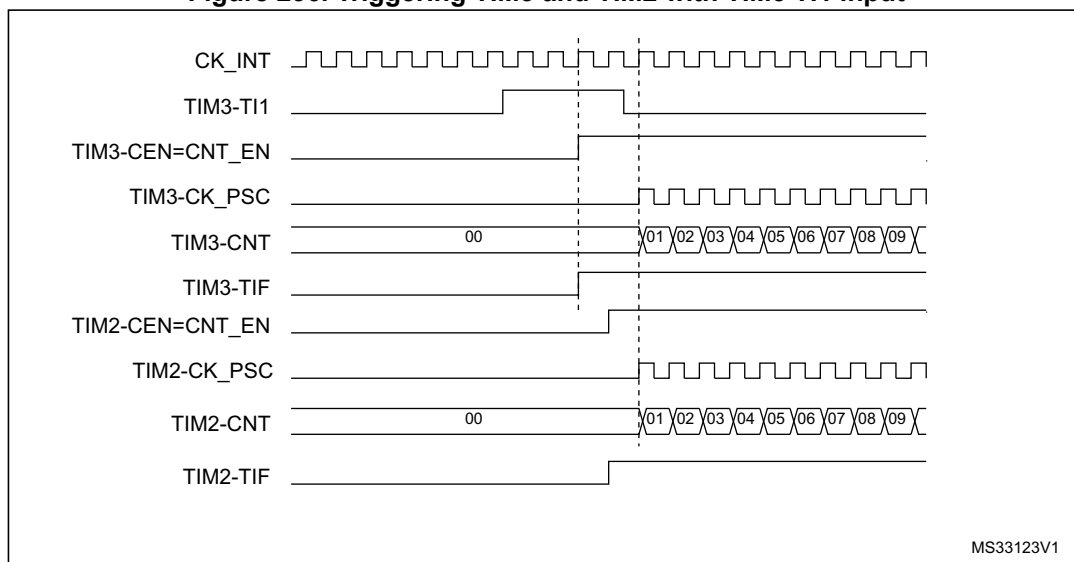 Figure Triggering TIM3 and TIM2 with TIM3 TI1 input
CK_INT
TIM3-TI1
TIM3-CEN=CNT_EN
TIM3-CK_PSC
TIM3-CNT 00 01 02 03 04 05 06 07 08 09
TIM3-TIF
TIM2-CEN=CNT_EN
TIM2-CK_PSC
TIM2-CNT 00 01 02 03 04 05 06 07 08 09
TIM2-TIF
MS33123V1